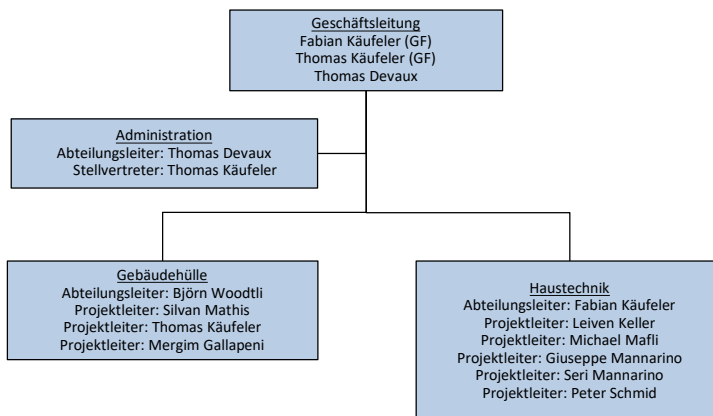 Geschäftsleitung
Fabian Käufeler (GF)
Thomas Käufeler (GF)
Thomas Devaux
Administration
Abteilungsleiter: Thomas Devaux
Stellvertreter: Thomas Käufeler
Gebäudehülle
Abteilungsleiter: Björn Woodtli
Projektleiter: Silvan Mathis
Projektleiter: Thomas Käufeler
Projektleiter: Mergim Gallapeni
Haustechnik
Abteilungsleiter: Fabian Käufeler
Projektleiter: Leiven Keller
Projektleiter: Michael Mafli
Projektleiter: Giuseppe Mannarino
Projektleiter: Seri Mannarino
Projektleiter: Peter Schmid